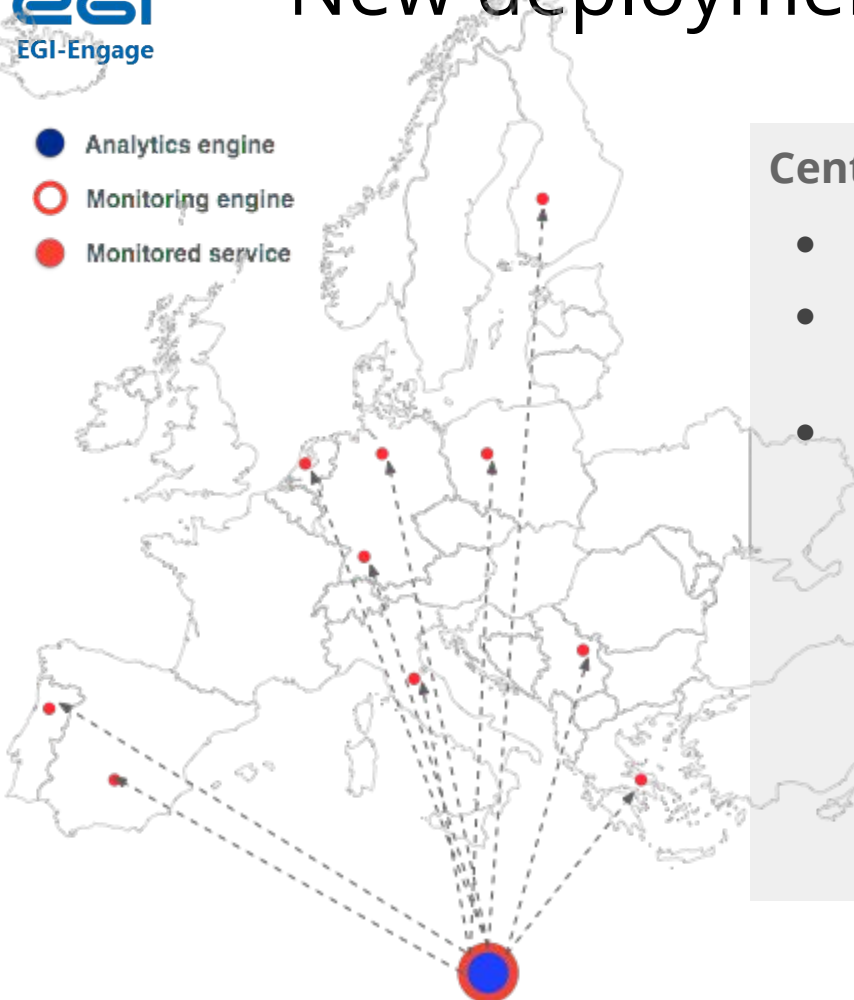 EGI-Engage
Analytics engine
Monitoring engine
Monitored service